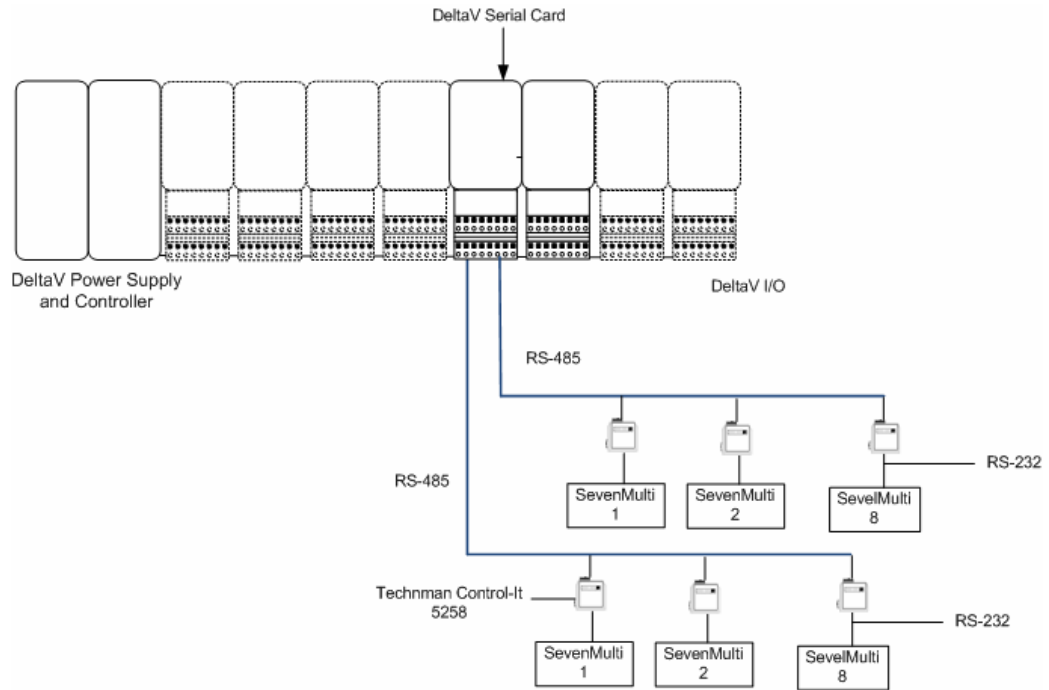 DeltaV Serial Card
DeltaV Power Supply
and Controller
DeltaV I/O
RS-485
RS-485
RS-232
SevenMulti
1
SevenMulti
2
SevelMulti
8
Technman Control-It
5258
RS-232
SevenMulti
1
SevenMulti
2
SevelMulti
8